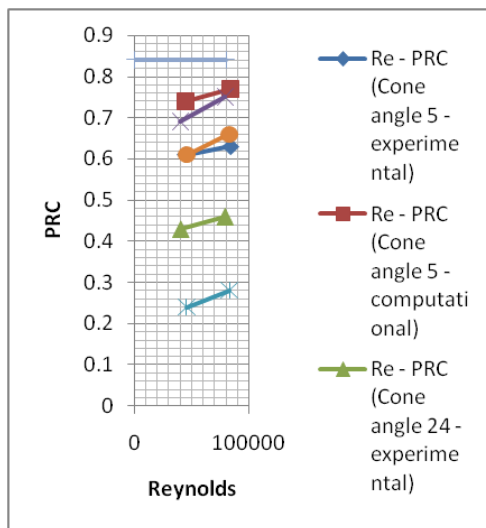 0.9
0.8
0.7
0.6
0.5
0.4
0.3
0.2
0.1
0
PRC
0
100000
Reynolds
Re - PRC
(Cone
angle 5 -
experime
ntal)
Re - PRC
(Cone
angle 5 -
computati
onal)
Re - PRC
(Cone
angle 24 -
experime
ntal)